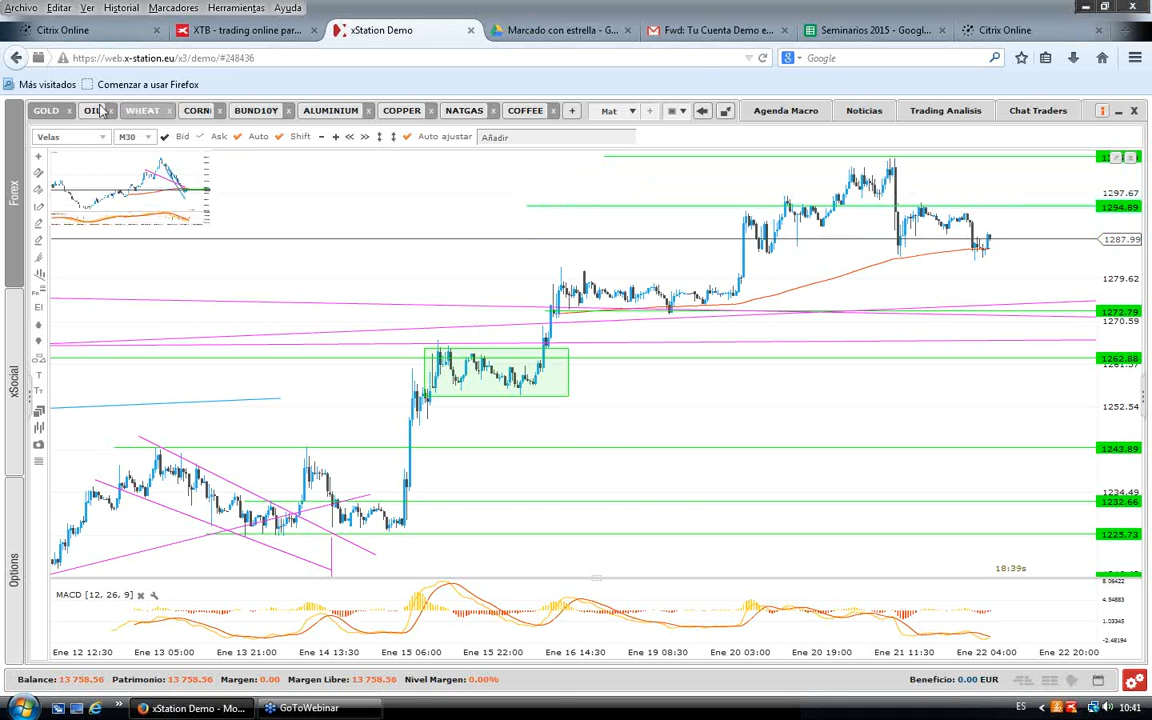 Archivo Editar Ver Historial Marcadores Herramientas Ayuda
Citrix Online × XTB - trading online par... × xStation Demo × Marcado con estrella - G... × Fwd: Tu Cuenta Demo e... × Seminarios 2015 - Googl... × Citrix Online
https://web.x-station.eu/x3/demo/#248436 Google
Más visitados Comenzar a usar Firefox
GOLD × OIL × WHEAT × CORN × BUND10Y × ALUMINIUM × COPPER × NATGAS × COFFEE × + Mat Agenda Macro Noticias Trading Analisis Chat Traders
Velas M30 Bid Ask Auto Shift Auto ajustar Añadir
Forex
xSocial
Options
1297.67
1294.89
1287.99
1279.62
1272.79
1270.59
1262.88
1252.54
1243.89
1234.49
1232.66
1225.73
18:39s
MACD [12, 26, 9]
8.06422
4.54883
1.03345
-2.48194
Ene 12 12:30 Ene 13 05:00 Ene 13 21:00 Ene 14 13:30 Ene 15 06:00 Ene 15 22:00 Ene 16 14:30 Ene 19 08:30 Ene 20 03:00 Ene 20 19:00 Ene 21 11:30 Ene 22 04:00 Ene 22 20:00
Balance: 13 758.56 Patrimonio: 13 758.56 Margen: 0.00 Margen Libre: 13 758.56 Nivel Margen: 0.00% Beneficio: 0.00 EUR
xStation Demo - Mo... GoToWebinar ES 10:41